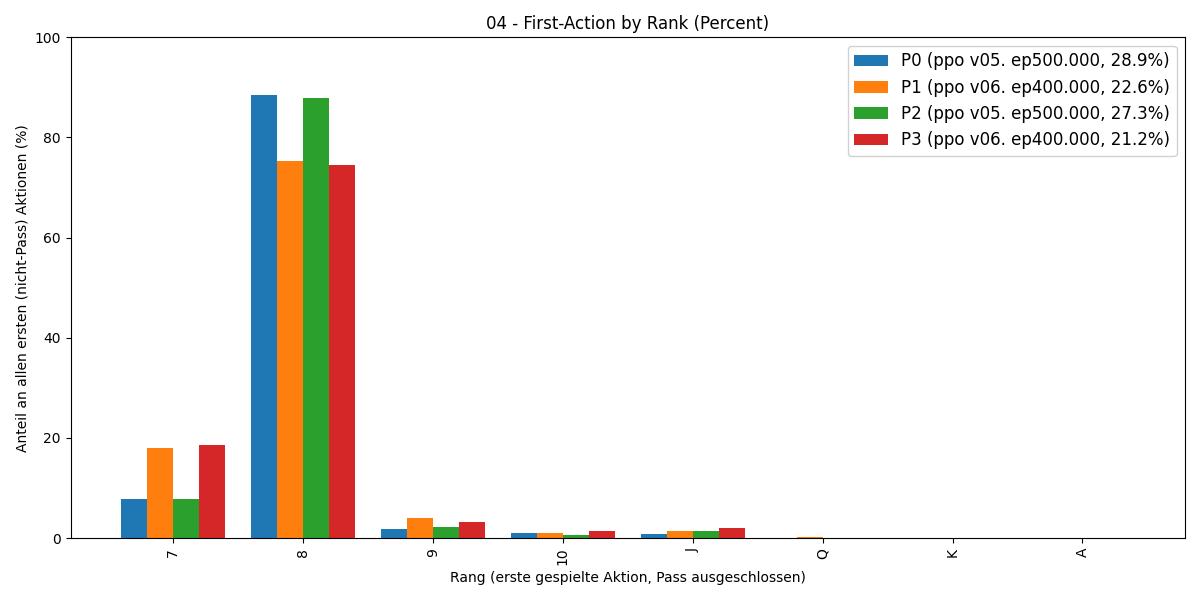 04 - First-Action by Rank (Percent)
P0 (ppo v05. ep500.000, 28.9%)
P1 (ppo v06. ep400.000, 22.6%)
P2 (ppo v05. ep500.000, 27.3%)
P3 (ppo v06. ep400.000, 21.2%)
Anteil an allen ersten (nicht-Pass) Aktionen (%)
100
80
60
40
20
0
7 8 9 10 J Q K A
Rang (erste gespielte Aktion, Pass ausgeschlossen)